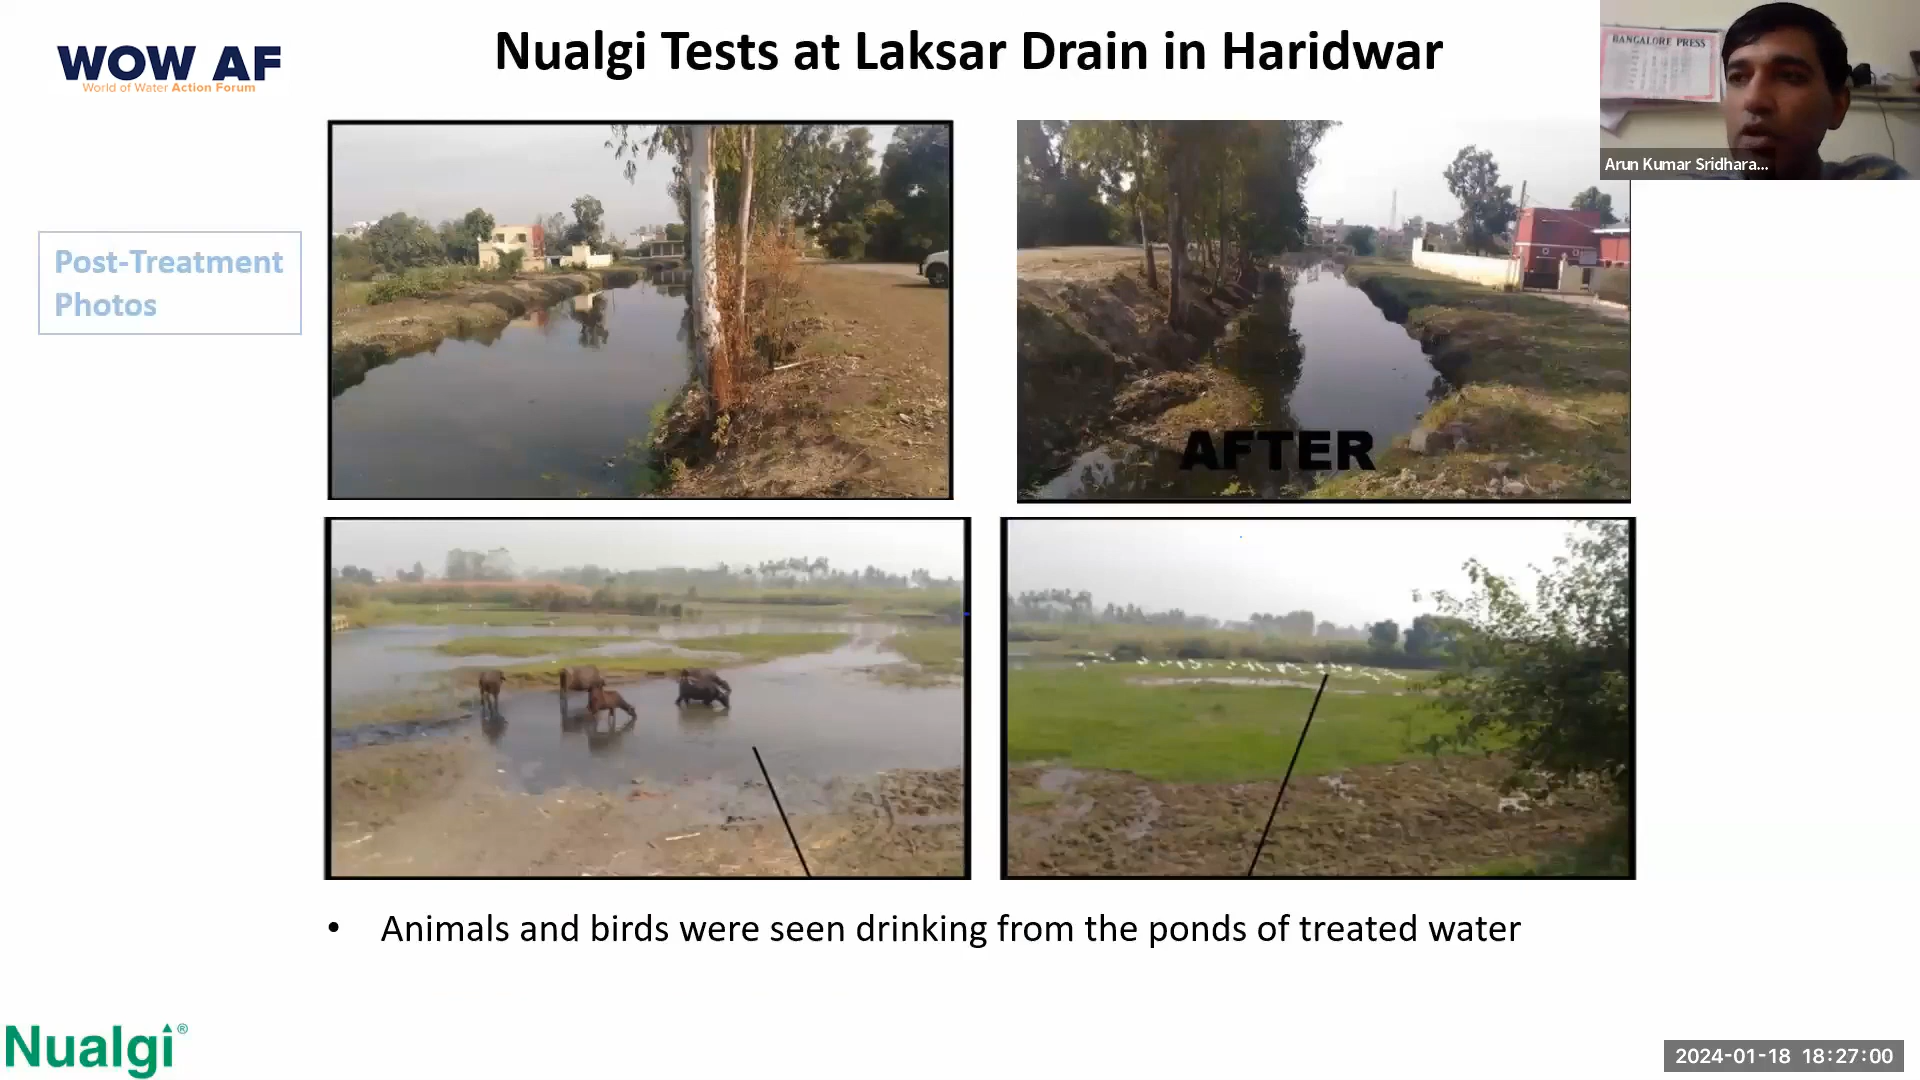 WOW AF
World of Water Action Forum
Nualgi Tests at Laksar Drain in Haridwar
BANGALORE PRESS
Arun Kumar Sridhara...
Post-Treatment
Photos
AFTER
• Animals and birds were seen drinking from the ponds of treated water
Nualgi®
2024-01-18 18:27:00